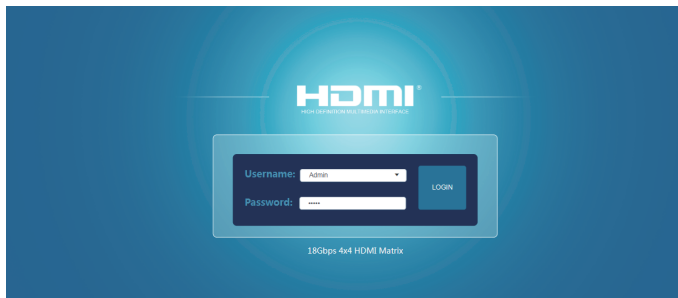 HDMI®
HIGH-DEFINITION MULTIMEDIA INTERFACE
Username: Admin
LOGIN
Password: •••••
18Gbps 4x4 HDMI Matrix